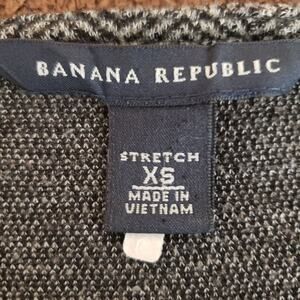 BANANA REPUBLIC
STRETCH
XS
MADE IN
VIETNAM